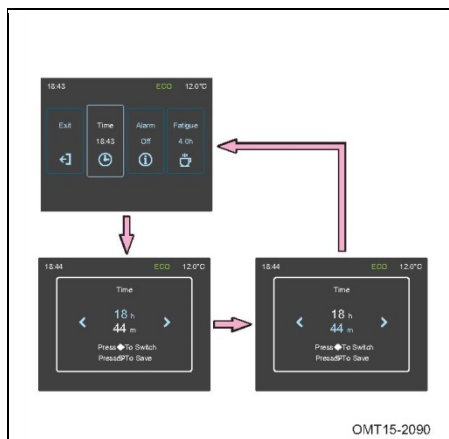 18:43 ECO 12.0°C
Exit Time Alarm Fatigue
18:43 Off 4.0h
18:44 ECO 12.0°C
Time
18 h
44 m
Press◆To Switch
Press To Save
18:44 ECO 12.0°C
Time
18 h
44 m
Press◆To Switch
Press To Save
OMT15-2090